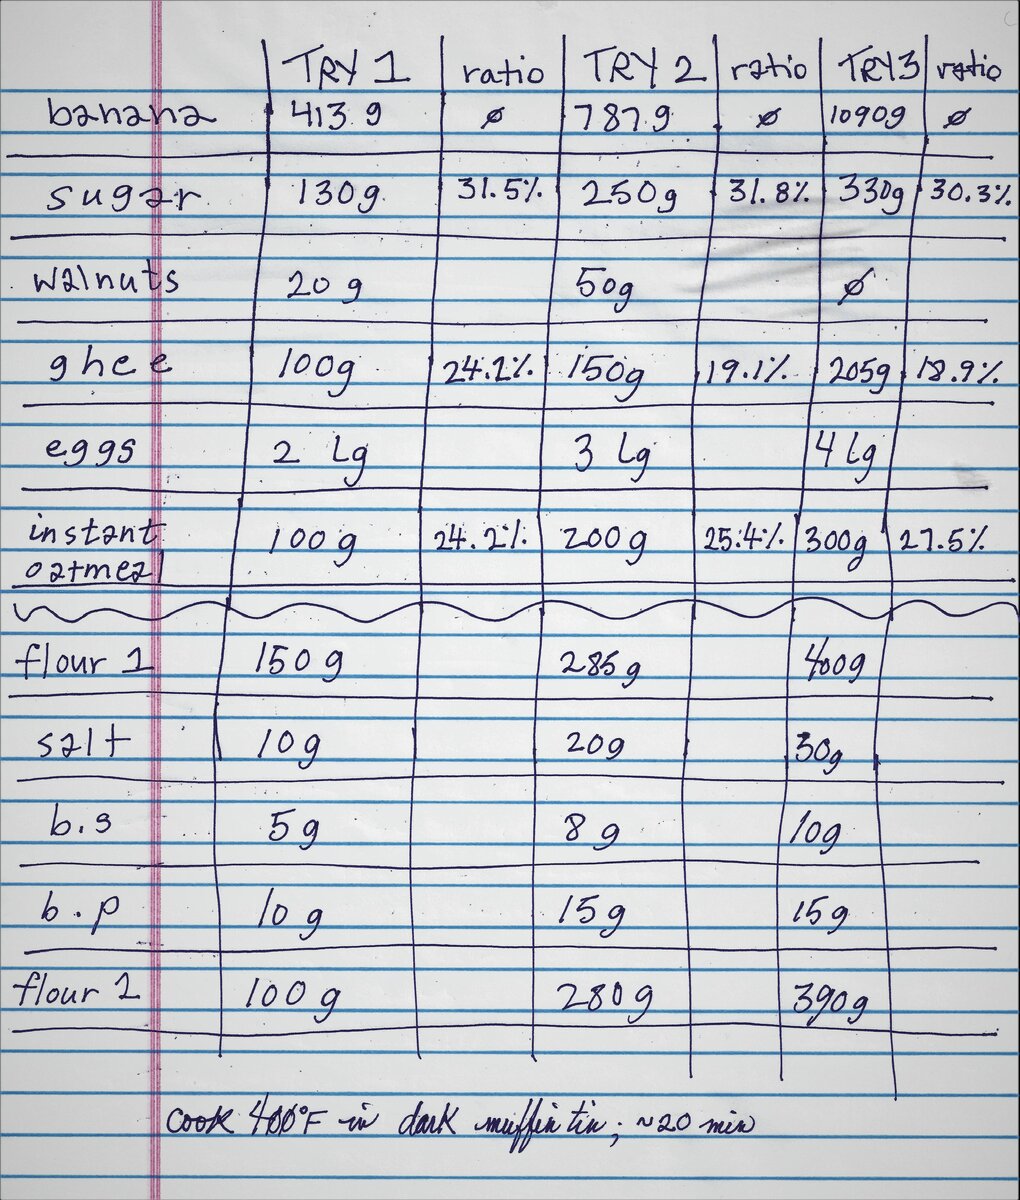 TRY 1 ratio TRY 2 ratio TRY3 ratio
banana 413 g ∅ 787g ∅ 1090g ∅
sugar 130g 31.5% 250g 31.8% 330g 30.3%
walnuts 20 g 50g ∅
ghee 100g 24.2% 150g 19.1% 205g 18.9%
eggs 2 Lg 3 Lg 4 Lg
instant 100 g 24.2% 200g 25.4% 300g 27.5%
oatmeal
flour 1 150 g 285g 400g
salt 10g 20g 30g
b.s 5g 8g 10g
b.p 10 g 15g 15g
flour 2 100 g 280g 390g
cook 400°F in dark muffin tin; ~20 min